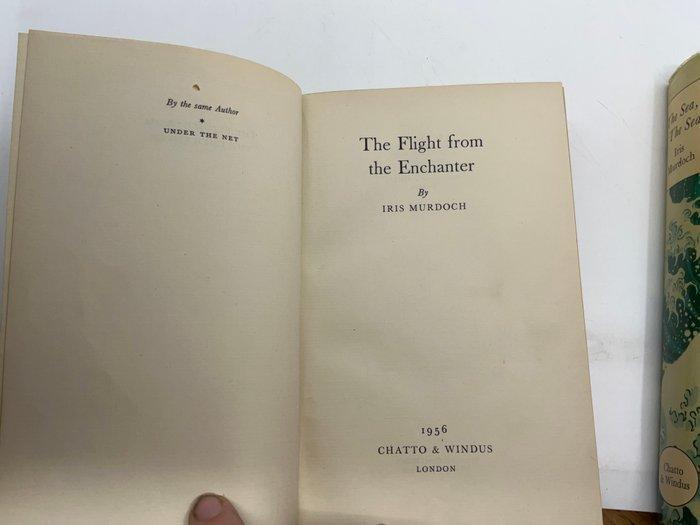 By the same Author
*
UNDER THE NET
The Flight from
the Enchanter
By
IRIS MURDOCH
1956
CHATTO & WINDUS
LONDON
The Sea,
The Sea
Iris
Murdoch
Chatto
& Windus